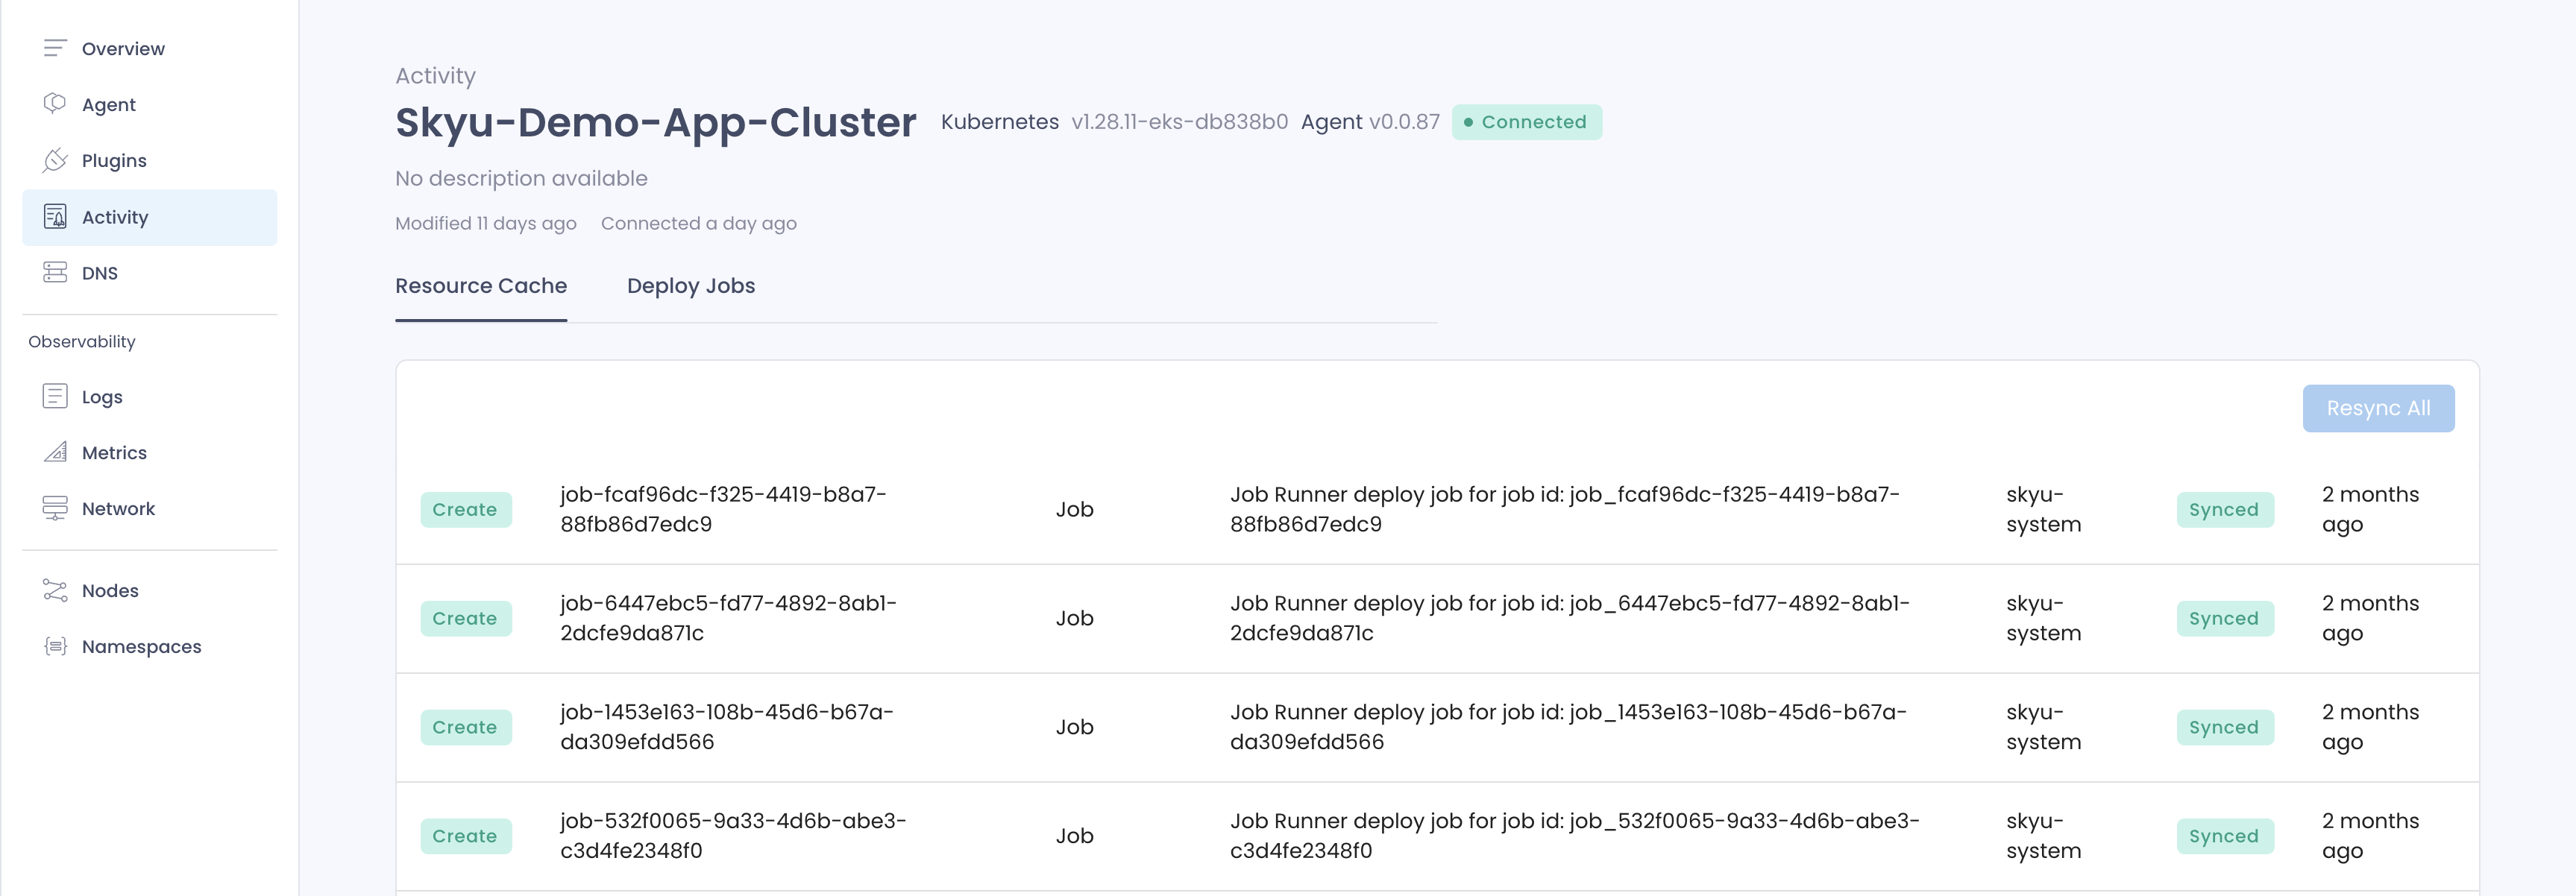 Overview
Agent
Plugins
Activity
DNS
Observability
Logs
Metrics
Network
Nodes
Namespaces
Activity
Skyu-Demo-App-Cluster Kubernetes v1.28.11-eks-db838b0 Agent v0.0.87 Connected
No description available
Modified 11 days ago Connected a day ago
Resource Cache Deploy Jobs
Resync All
Create
job-fcaf96dc-f325-4419-b8a7-
88fb86d7edc9
Job
Job Runner deploy job for job id: job_fcaf96dc-f325-4419-b8a7-
88fb86d7edc9
skyu-
system
Synced
2 months
ago
Create
job-6447ebc5-fd77-4892-8ab1-
2dcfe9da871c
Job
Job Runner deploy job for job id: job_6447ebc5-fd77-4892-8ab1-
2dcfe9da871c
skyu-
system
Synced
2 months
ago
Create
job-1453e163-108b-45d6-b67a-
da309efdd566
Job
Job Runner deploy job for job id: job_1453e163-108b-45d6-b67a-
da309efdd566
skyu-
system
Synced
2 months
ago
Create
job-532f0065-9a33-4d6b-abe3-
c3d4fe2348f0
Job
Job Runner deploy job for job id: job_532f0065-9a33-4d6b-abe3-
c3d4fe2348f0
skyu-
system
Synced
2 months
ago